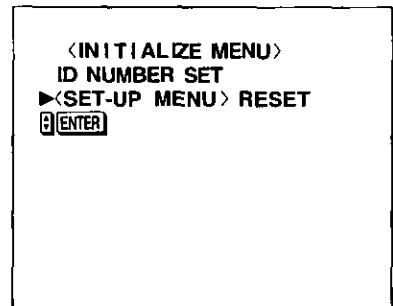 〈INITIALIZE MENU〉
ID NUMBER SET
▶〈SET-UP MENU〉 RESET
ENTER